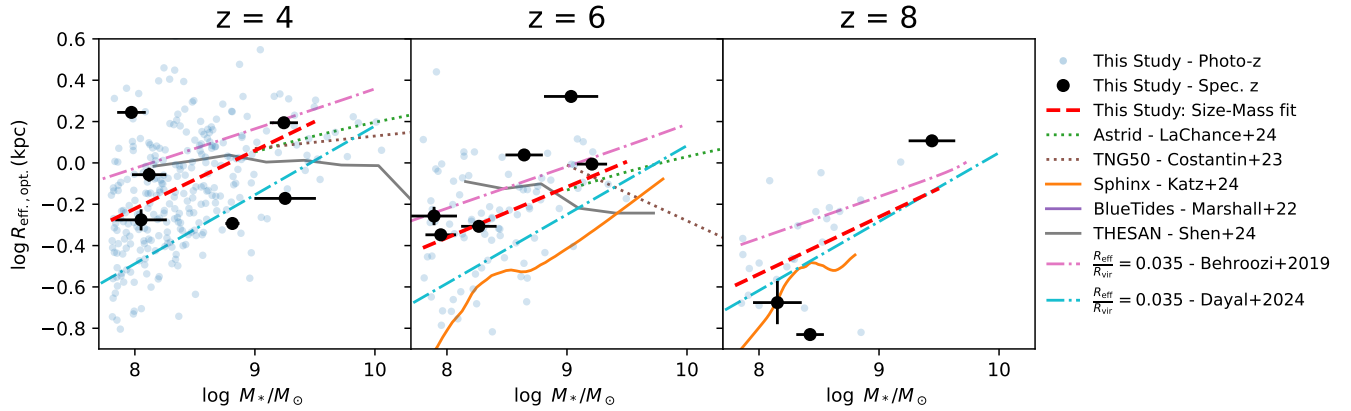 z = 4
z = 6
z = 8
log R_eff., opt. (kpc)
0.6
0.4
0.2
0.0
−0.2
−0.4
−0.6
−0.8
8
9
10
8
9
10
8
9
10
log M_*/M_⊙
log M_*/M_⊙
log M_*/M_⊙
This Study - Photo-z
This Study - Spec. z
This Study: Size-Mass fit
Astrid - LaChance+24
TNG50 - Costantin+23
Sphinx - Katz+24
BlueTides - Marshall+22
THESAN - Shen+24
R_eff/R_vir = 0.035 - Behroozi+2019
R_eff/R_vir = 0.035 - Dayal+2024